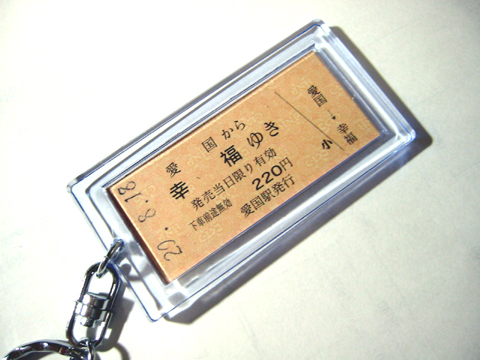 20.8.18
愛国から
幸福ゆき
発売当日限り有効
下車前途無効
220円
愛国駅発行
愛国→幸福
小